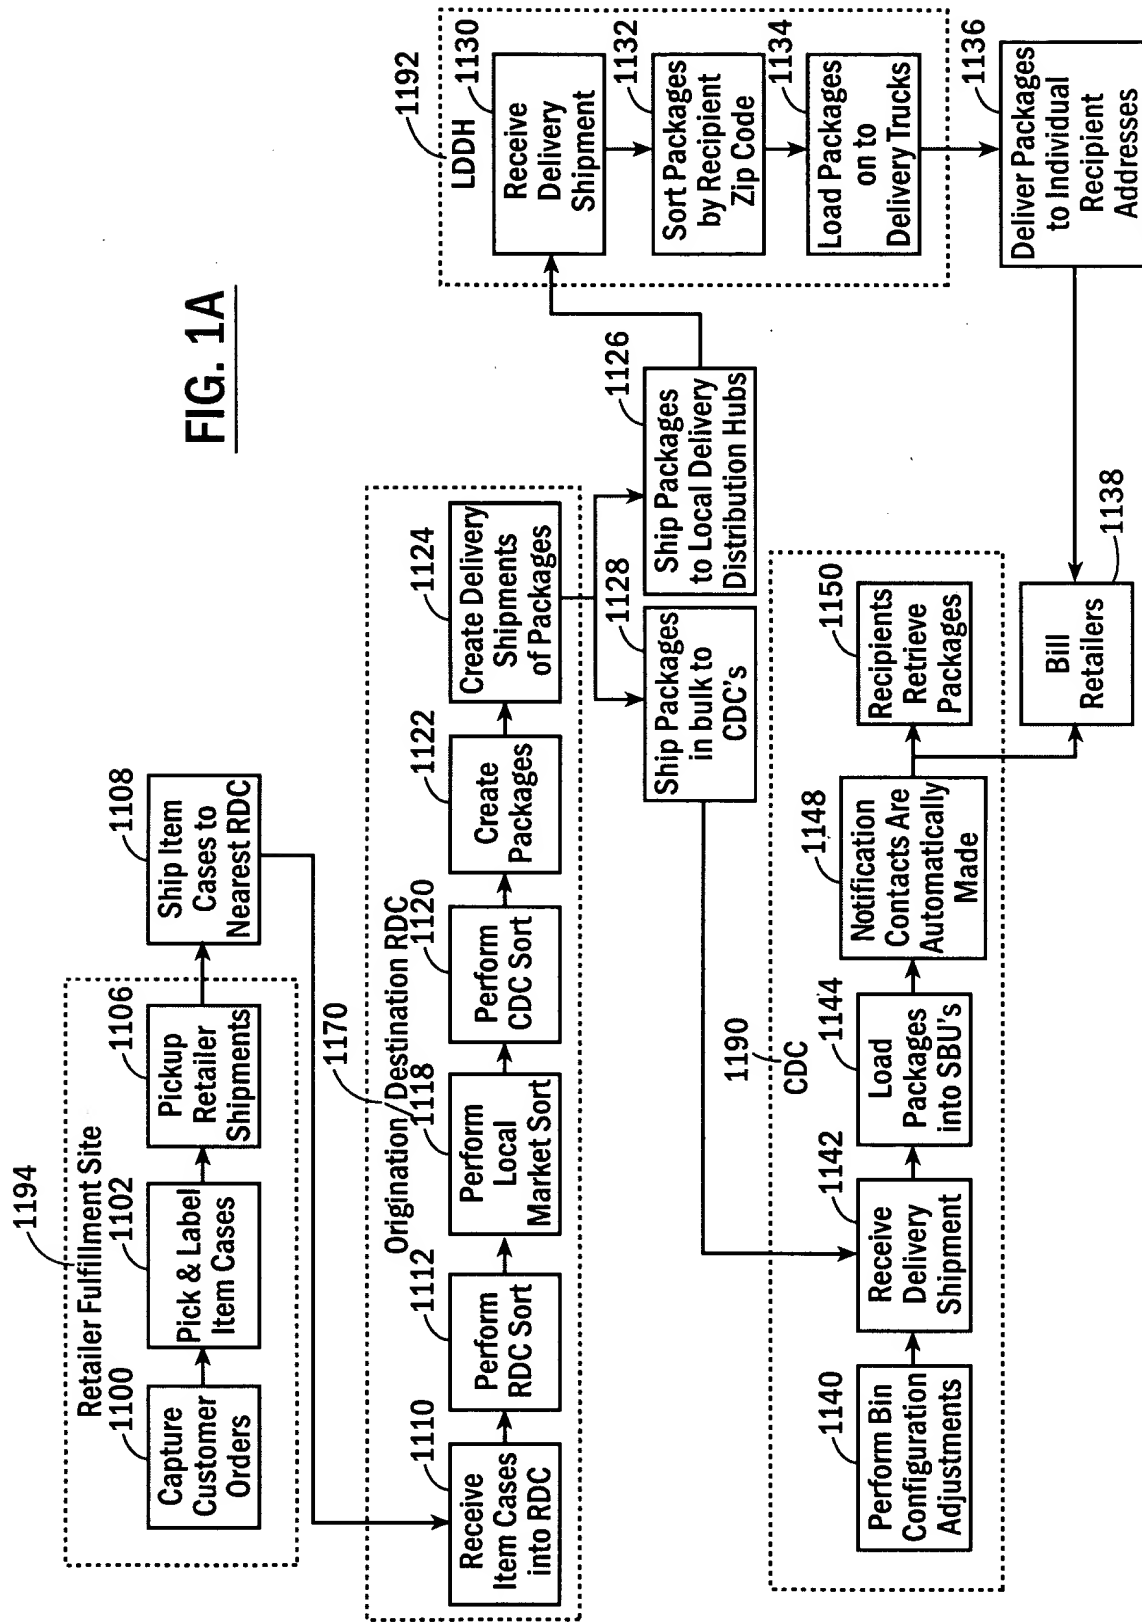 FIG. 1A
1194
Retailer Fulfillment Site
1100
Capture
Customer
Orders
1102
Pick & Label
Item Cases
1106
Pickup
Retailer
Shipments
1108
Ship Item
Cases to
Nearest RDC
1170
Origination Destination RDC
1110
Receive
Item Cases
into RDC
1112
Perform
RDC Sort
1118
Perform
Local
Market Sort
1120
Perform
CDC Sort
1122
Create
Packages
1124
Create Delivery
Shipments
of Packages
1128
Ship Packages
in bulk to
CDC's
1126
Ship Packages
to Local Delivery
Distribution Hubs
1192
LDDH
1130
Receive
Delivery
Shipment
1132
Sort Packages
by Recipient
Zip Code
1134
Load Packages
on to
Delivery Trucks
1136
Deliver Packages
to Individual
Recipient
Addresses
1190
CDC
1140
Perform Bin
Configuration
Adjustments
1142
Receive
Delivery
Shipment
1144
Load
Packages
into SBU's
1148
Notification
Contacts Are
Automatically
Made
1150
Recipients
Retrieve
Packages
1138
Bill
Retailers